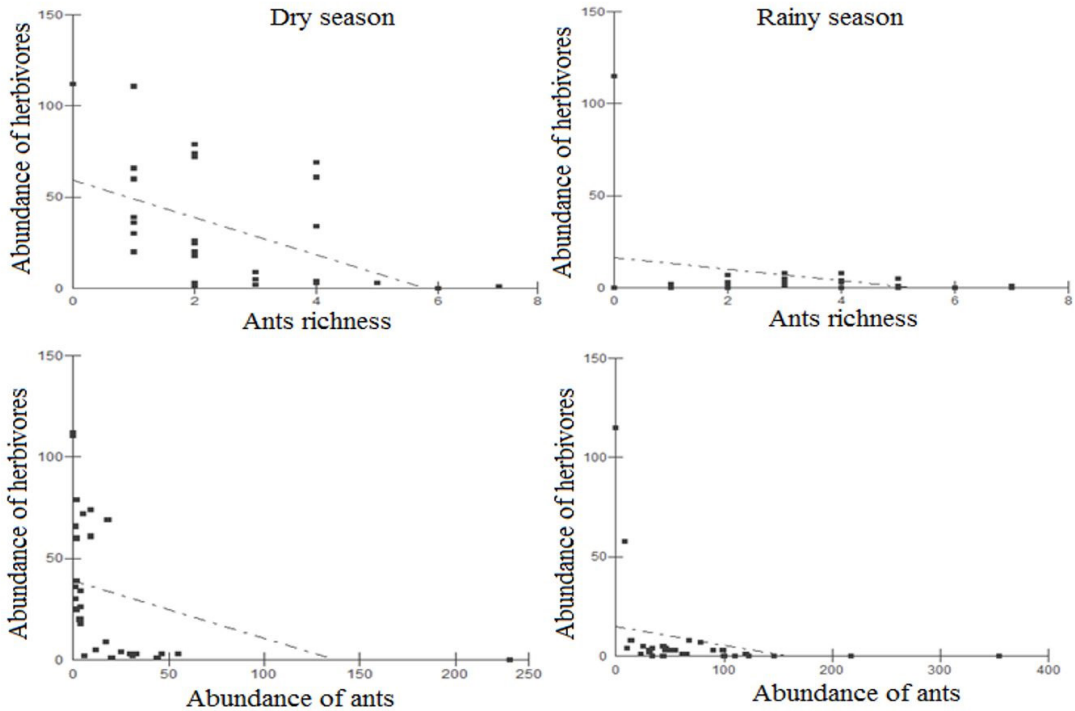 Dry season
Abundance of herbivores
150
100
50
0
0 2 4 6 8
Ants richness
Rainy season
Abundance of herbivores
150
100
50
0
0 2 4 6 8
Ants richness
Abundance of herbivores
150
100
50
0
0 50 100 150 200 250
Abundance of ants
Abundance of herbivores
150
100
50
0
0 100 200 300 400
Abundance of ants